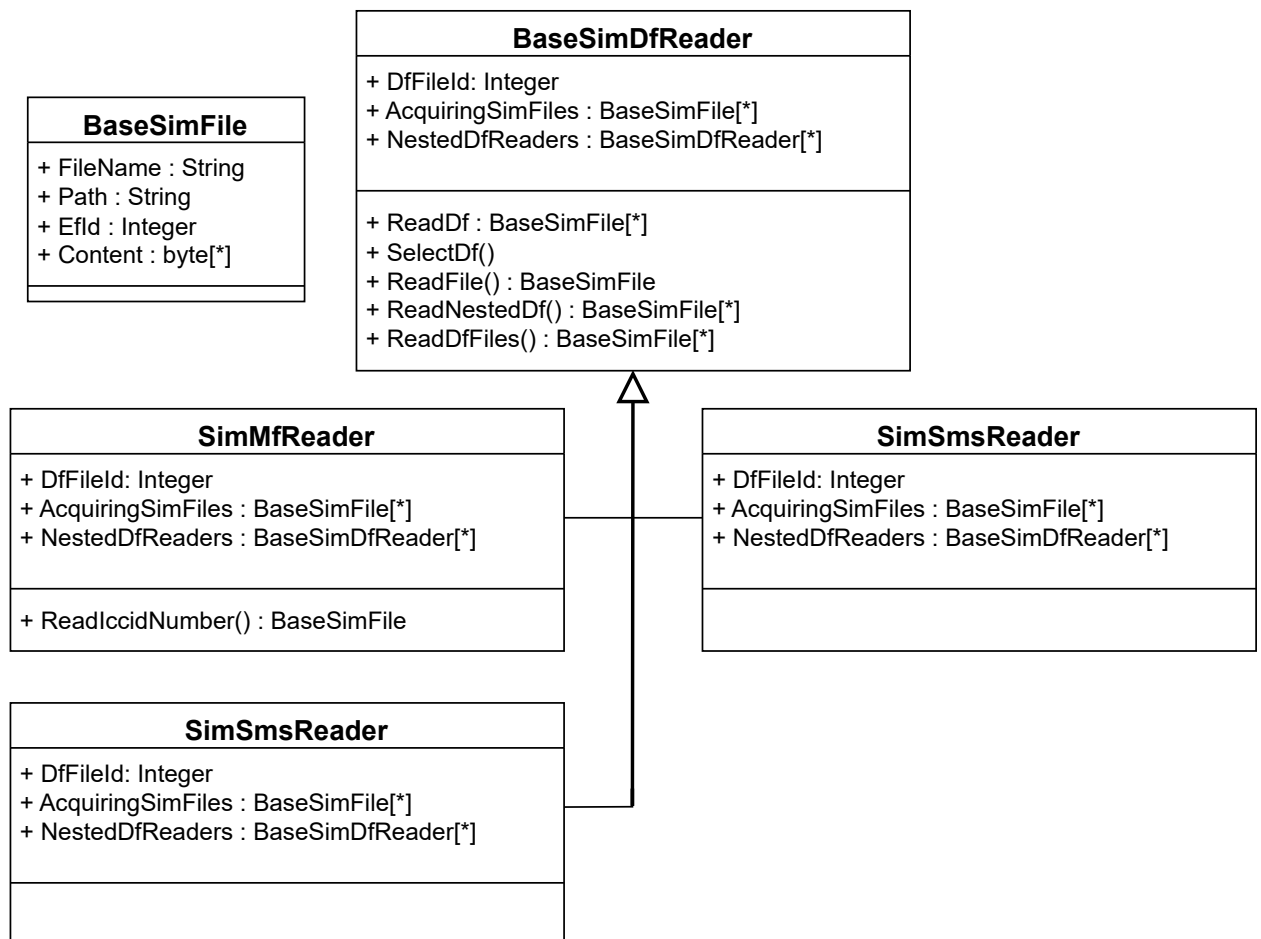 BaseSimDfReader
+ DfFileId: Integer
+ AcquiringSimFiles : BaseSimFile[*]
+ NestedDfReaders : BaseSimDfReader[*]
+ ReadDf : BaseSimFile[*]
+ SelectDf()
+ ReadFile() : BaseSimFile
+ ReadNestedDf() : BaseSimFile[*]
+ ReadDfFiles() : BaseSimFile[*]
BaseSimFile
+ FileName : String
+ Path : String
+ EfId : Integer
+ Content : byte[*]
SimMfReader
+ DfFileId: Integer
+ AcquiringSimFiles : BaseSimFile[*]
+ NestedDfReaders : BaseSimDfReader[*]
+ ReadIccidNumber() : BaseSimFile
SimSmsReader
+ DfFileId: Integer
+ AcquiringSimFiles : BaseSimFile[*]
+ NestedDfReaders : BaseSimDfReader[*]
SimSmsReader
+ DfFileId: Integer
+ AcquiringSimFiles : BaseSimFile[*]
+ NestedDfReaders : BaseSimDfReader[*]